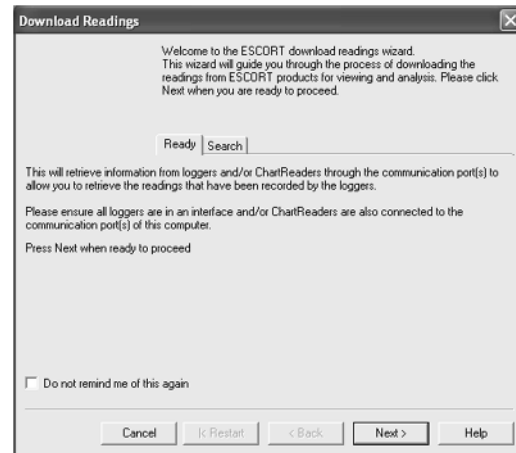 Download Readings
Welcome to the ESCORT download readings wizard.
This wizard will guide you through the process of downloading the
readings from ESCORT products for viewing and analysis. Please click
Next when you are ready to proceed.
Ready Search
This will retrieve information from loggers and/or ChartReaders through the communication port(s) to
allow you to retrieve the readings that have been recorded by the loggers.
Please ensure all loggers are in an interface and/or ChartReaders are also connected to the
communication port(s) of this computer.
Press Next when ready to proceed
Do not remind me of this again
Cancel |< Restart < Back Next > Help